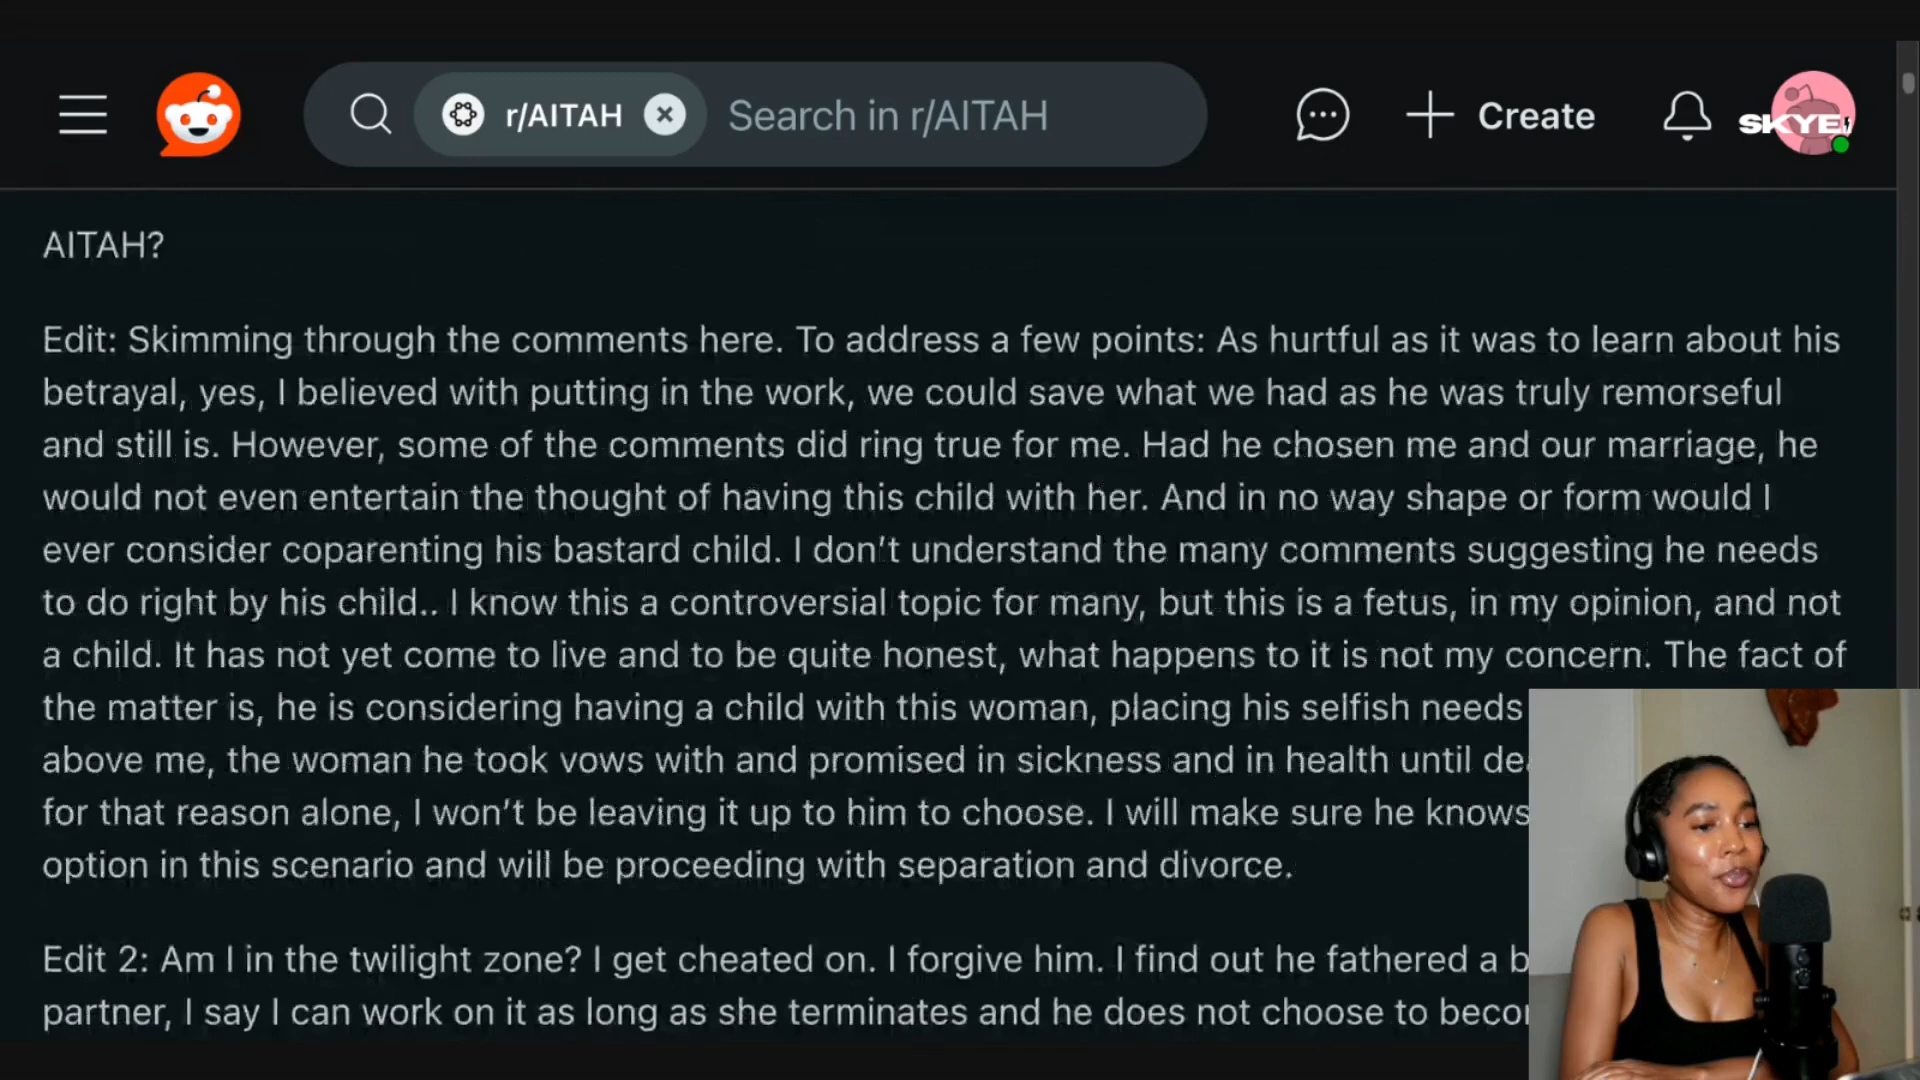 r/AITAH Search in r/AITAH Create SKYE
AITAH?
Edit: Skimming through the comments here. To address a few points: As hurtful as it was to learn about his
betrayal, yes, I believed with putting in the work, we could save what we had as he was truly remorseful
and still is. However, some of the comments did ring true for me. Had he chosen me and our marriage, he
would not even entertain the thought of having this child with her. And in no way shape or form would I
ever consider coparenting his bastard child. I don't understand the many comments suggesting he needs
to do right by his child.. I know this a controversial topic for many, but this is a fetus, in my opinion, and not
a child. It has not yet come to live and to be quite honest, what happens to it is not my concern. The fact of
the matter is, he is considering having a child with this woman, placing his selfish needs
above me, the woman he took vows with and promised in sickness and in health until
for that reason alone, I won't be leaving it up to him to choose. I will make sure he knows
option in this scenario and will be proceeding with separation and divorce.
Edit 2: Am I in the twilight zone? I get cheated on. I forgive him. I find out he fathered a
partner, I say I can work on it as long as she terminates and he does not choose to